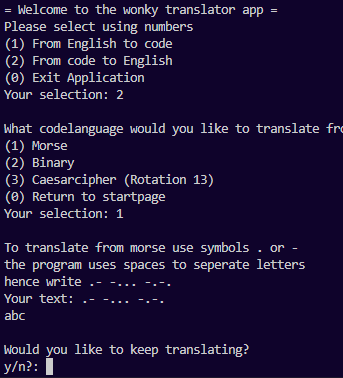 = Welcome to the wonky translator app =
Please select using numbers
(1) From English to code
(2) From code to English
(0) Exit Application
Your selection: 2
What codelanguage would you like to translate
(1) Morse
(2) Binary
(3) Caesarcipher (Rotation 13)
(0) Return to startpage
Your selection: 1
To translate from morse use symbols . or -
the program uses spaces to seperate letters
hence write .- -... -.-.
Your text: .- -... -.-.
abc
Would you like to keep translating?
y/n?: